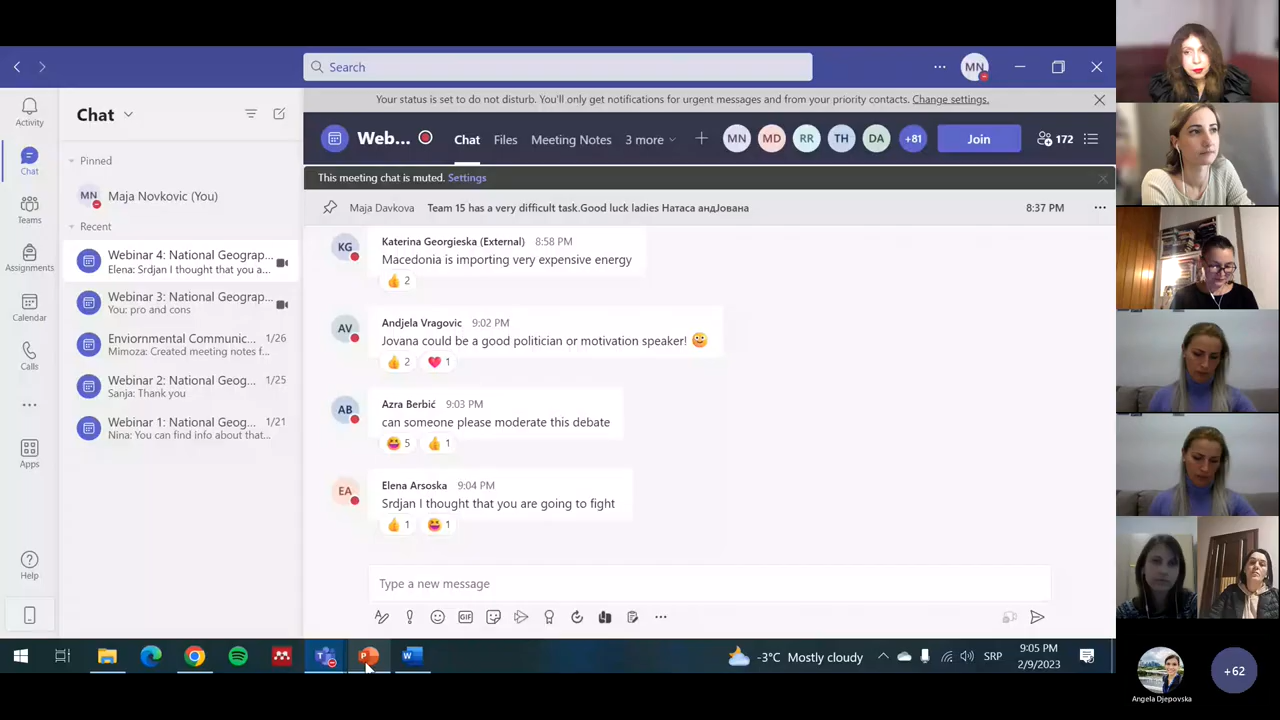 Search
MN
Your status is set to do not disturb. You'll only get notifications for urgent messages and from your priority contacts. Change settings.
Activity
Chat
Teams
Assignments
Calendar
Calls
Apps
Help
Chat
Pinned
MN Maja Novkovic (You)
Recent
Webinar 4: National Geograp...
Elena: Srdjan I thought that you a...
Webinar 3: National Geograp...
You: pro and cons
Enviornmental Communic... 1/26
Mimoza: Created meeting notes f...
Webinar 2: National Geog... 1/25
Sanja: Thank you
Webinar 1: National Geog... 1/21
Nina: You can find info about that...
Web... Chat Files Meeting Notes 3 more MN MD RR TH DA +81 Join 172
This meeting chat is muted. Settings
Maja Davkova Team 15 has a very difficult task.Good luck ladies Натаса андЈована 8:37 PM
KG Katerina Georgieska (External) 8:58 PM
Macedonia is importing very expensive energy
2
AV Andjela Vragovic 9:02 PM
Jovana could be a good politician or motivation speaker!
2 1
AB Azra Berbić 9:03 PM
can someone please moderate this debate
5 1
EA Elena Arsoska 9:04 PM
Srdjan I thought that you are going to fight
1 1
Type a new message
GIF
-3°C Mostly cloudy SRP 9:05 PM
2/9/2023
Angela Djepovska
+62